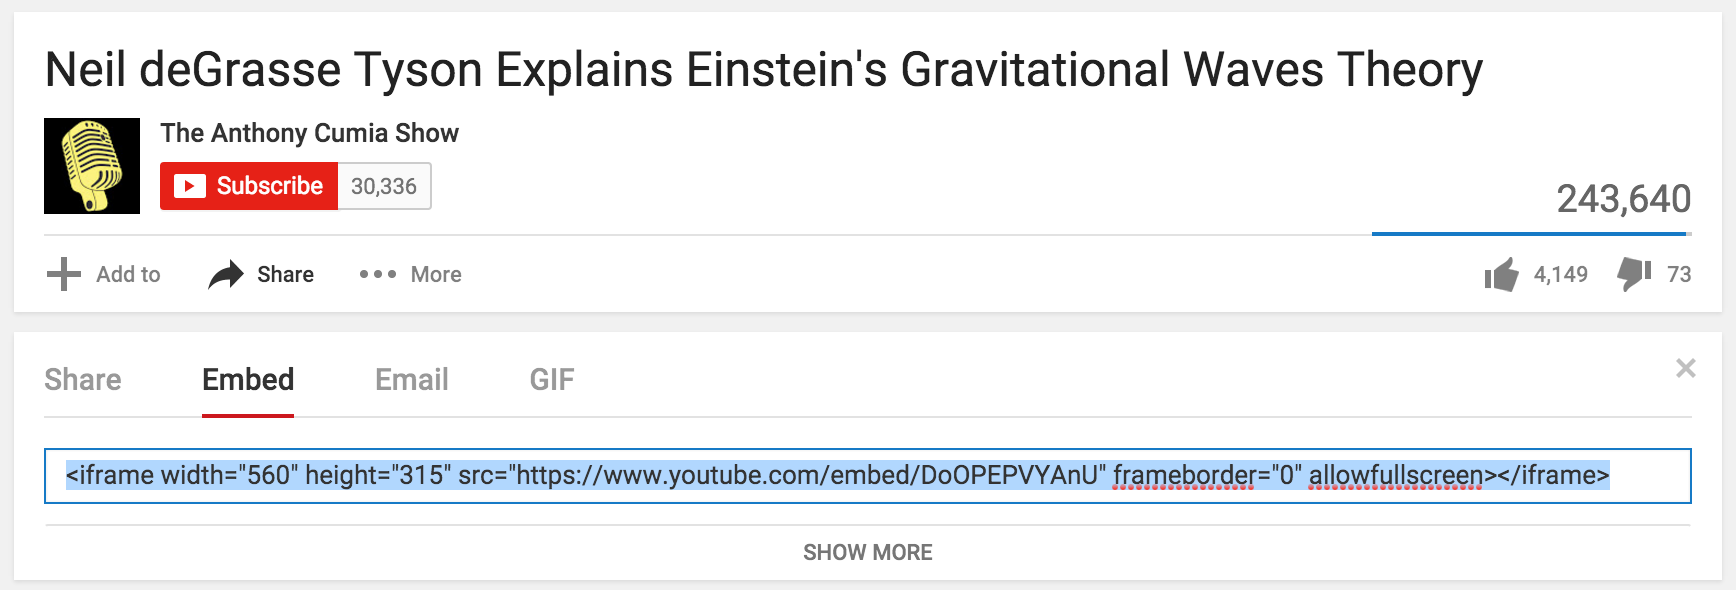 Neil deGrasse Tyson Explains Einstein's Gravitational Waves Theory
The Anthony Cumia Show
Subscribe 30,336
243,640
Add to Share More 4,149 73
Share Embed Email GIF
<iframe width="560" height="315" src="https://www.youtube.com/embed/DoOPEPVYAnU" frameborder="0" allowfullscreen></iframe>
SHOW MORE